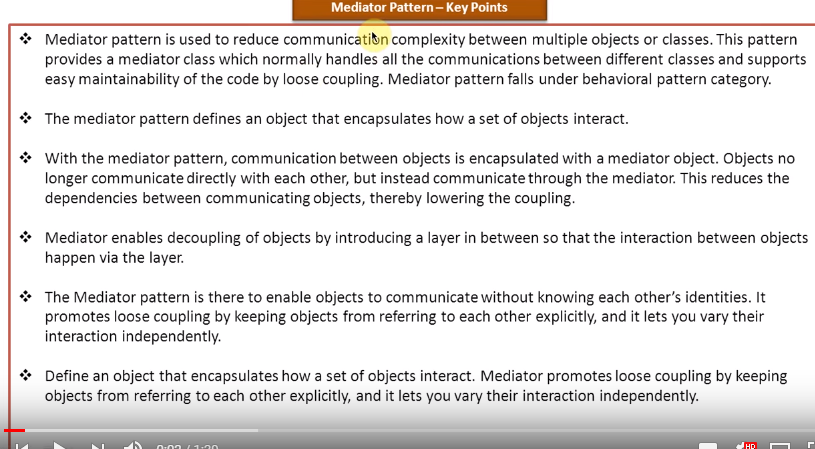 Mediator Pattern – Key Points
❖ Mediator pattern is used to reduce communication complexity between multiple objects or classes. This pattern
provides a mediator class which normally handles all the communications between different classes and supports
easy maintainability of the code by loose coupling. Mediator pattern falls under behavioral pattern category.
❖ The mediator pattern defines an object that encapsulates how a set of objects interact.
❖ With the mediator pattern, communication between objects is encapsulated with a mediator object. Objects no
longer communicate directly with each other, but instead communicate through the mediator. This reduces the
dependencies between communicating objects, thereby lowering the coupling.
❖ Mediator enables decoupling of objects by introducing a layer in between so that the interaction between objects
happen via the layer.
❖ The Mediator pattern is there to enable objects to communicate without knowing each other’s identities. It
promotes loose coupling by keeping objects from referring to each other explicitly, and it lets you vary their
interaction independently.
❖ Define an object that encapsulates how a set of objects interact. Mediator promotes loose coupling by keeping
objects from referring to each other explicitly, and it lets you vary their interaction independently.
HD